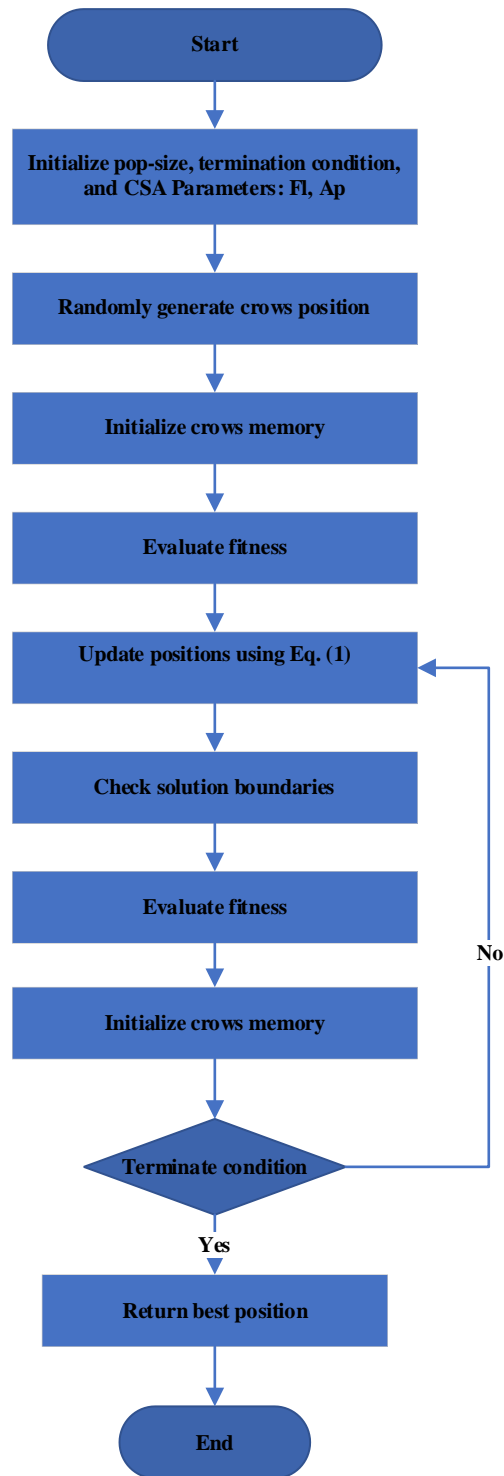 Start
Initialize pop-size, termination condition,
and CSA Parameters: Fl, Ap
Randomly generate crows position
Initialize crows memory
Evaluate fitness
Update positions using Eq. (1)
Check solution boundaries
Evaluate fitness
No
Initialize crows memory
Terminate condition
Yes
Return best position
End